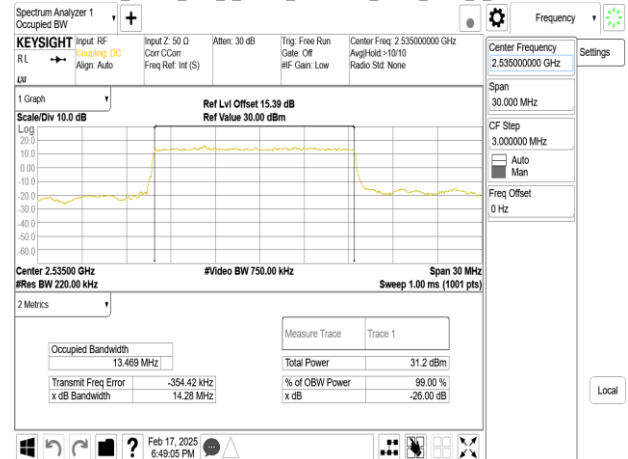 Spectrum Analyzer 1
Occupied BW
Frequency
KEYSIGHT
Input: RF
Coupling: DC
Align: Auto
RL
LXI
Input Z: 50 Ω
Corr CCorr
Freq Ref: Int (S)
Atten: 30 dB
Trig: Free Run
Gate: Off
#IF Gain: Low
Center Freq: 2.535000000 GHz
Avg|Hold:>10/10
Radio Std: None
Center Frequency
2.535000000 GHz
Settings
Span
30.000 MHz
CF Step
3.000000 MHz
Auto
Man
Freq Offset
0 Hz
1 Graph
Scale/Div 10.0 dB
Ref Lvl Offset 15.39 dB
Ref Value 30.00 dBm
Log
20.0
10.0
0.00
-10.0
-20.0
-30.0
-40.0
-50.0
-60.0
Center 2.53500 GHz
#Video BW 750.00 kHz
Span 30 MHz
#Res BW 220.00 kHz
Sweep 1.00 ms (1001 pts)
2 Metrics
Measure Trace
Trace 1
Occupied Bandwidth
13.469 MHz
Total Power
31.2 dBm
Transmit Freq Error
-354.42 kHz
% of OBW Power
99.00 %
x dB Bandwidth
14.28 MHz
x dB
-26.00 dB
Local
?
Feb 17, 2025
6:49:05 PM